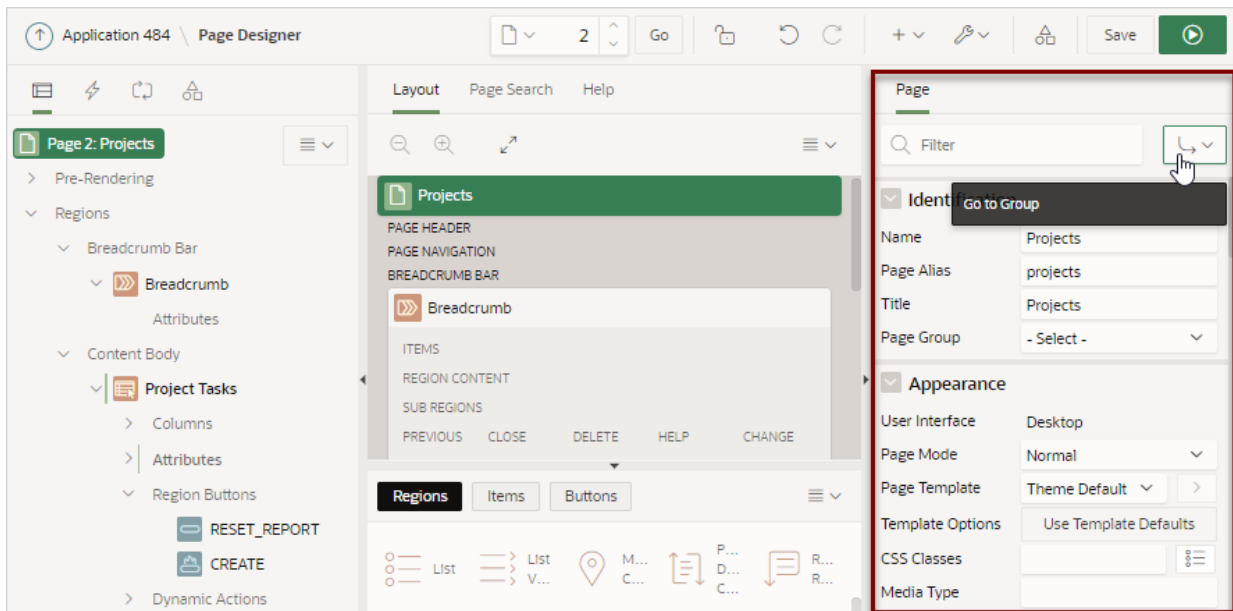 Application 484 \ Page Designer
2
Go
Save
Page 2: Projects
Pre-Rendering
Regions
Breadcrumb Bar
Breadcrumb
Attributes
Content Body
Project Tasks
Columns
Attributes
Region Buttons
RESET_REPORT
CREATE
Dynamic Actions
Layout Page Search Help
Projects
PAGE HEADER
PAGE NAVIGATION
BREADCRUMB BAR
Breadcrumb
ITEMS
REGION CONTENT
SUB REGIONS
PREVIOUS CLOSE DELETE HELP CHANGE
Regions Items Buttons
List
List V...
M... C...
P... D... C...
R... R...
Page
Filter
Go to Group
Name Projects
Page Alias projects
Title Projects
Page Group - Select -
Appearance
User Interface Desktop
Page Mode Normal
Page Template Theme Default
Template Options Use Template Defaults
CSS Classes
Media Type